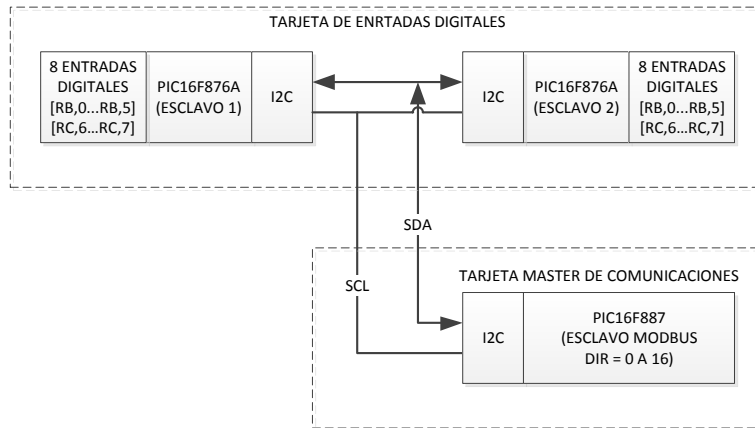 TARJETA DE ENRTADAS DIGITALES
8 ENTRADAS
DIGITALES
[RB,0...RB,5]
[RC,6...RC,7]
PIC16F876A
(ESCLAVO 1)
I2C
I2C
PIC16F876A
(ESCLAVO 2)
8 ENTRADAS
DIGITALES
[RB,0...RB,5]
[RC,6...RC,7]
SDA
SCL
TARJETA MASTER DE COMUNICACIONES
I2C
PIC16F887
(ESCLAVO MODBUS
DIR = 0 A 16)